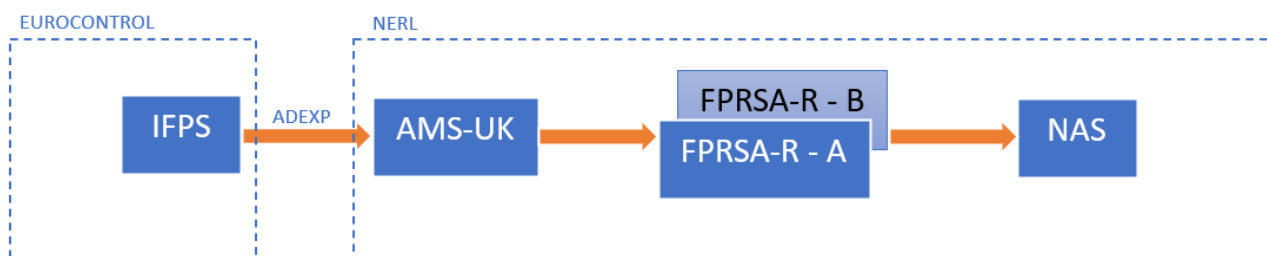 EUROCONTROL
NERL
IFPS
ADEXP
AMS-UK
FPRSA-R - B
FPRSA-R - A
NAS